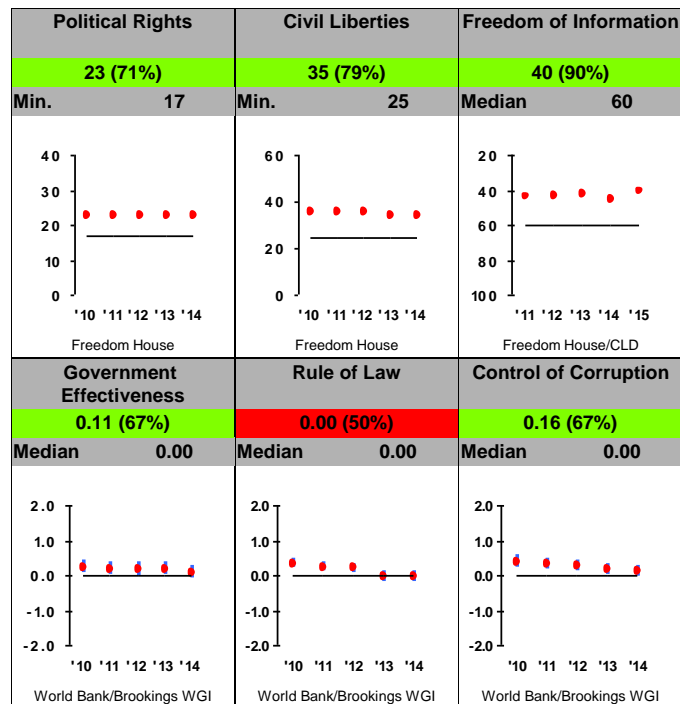 Political Rights
23 (71%)
Min. 17
40
30
20
10
0
'10 '11 '12 '13 '14
Freedom House
Civil Liberties
35 (79%)
Min. 25
60
40
20
0
'10 '11 '12 '13 '14
Freedom House
Freedom of Information
40 (90%)
Median 60
20
40
60
80
100
'11 '12 '13 '14 '15
Freedom House/CLD
Government
Effectiveness
0.11 (67%)
Median 0.00
2.0
1.0
0.0
-1.0
-2.0
'10 '11 '12 '13 '14
World Bank/Brookings WGI
Rule of Law
0.00 (50%)
Median 0.00
2.0
1.0
0.0
-1.0
-2.0
'10 '11 '12 '13 '14
World Bank/Brookings WGI
Control of Corruption
0.16 (67%)
Median 0.00
2.0
1.0
0.0
-1.0
-2.0
'10 '11 '12 '13 '14
World Bank/Brookings WGI